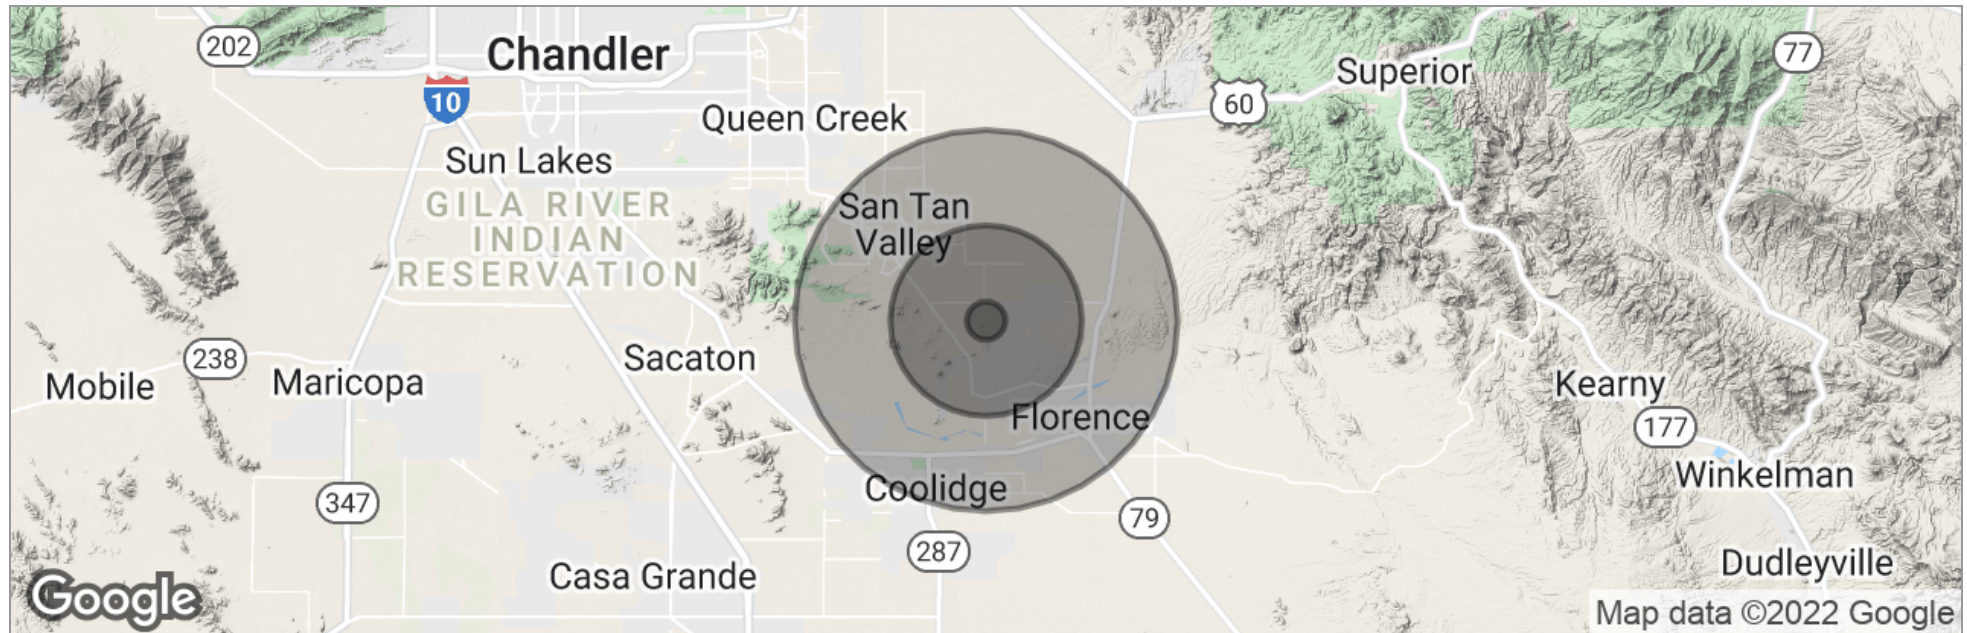 202
Chandler
10
Queen Creek
Sun Lakes
GILA RIVER
INDIAN
RESERVATION
San Tan
Valley
60
Superior
77
Sacaton
238
Mobile
Maricopa
Florence
Kearny
177
Winkelman
347
Coolidge
79
287
Casa Grande
Dudleyville
Google
Map data ©2022 Google